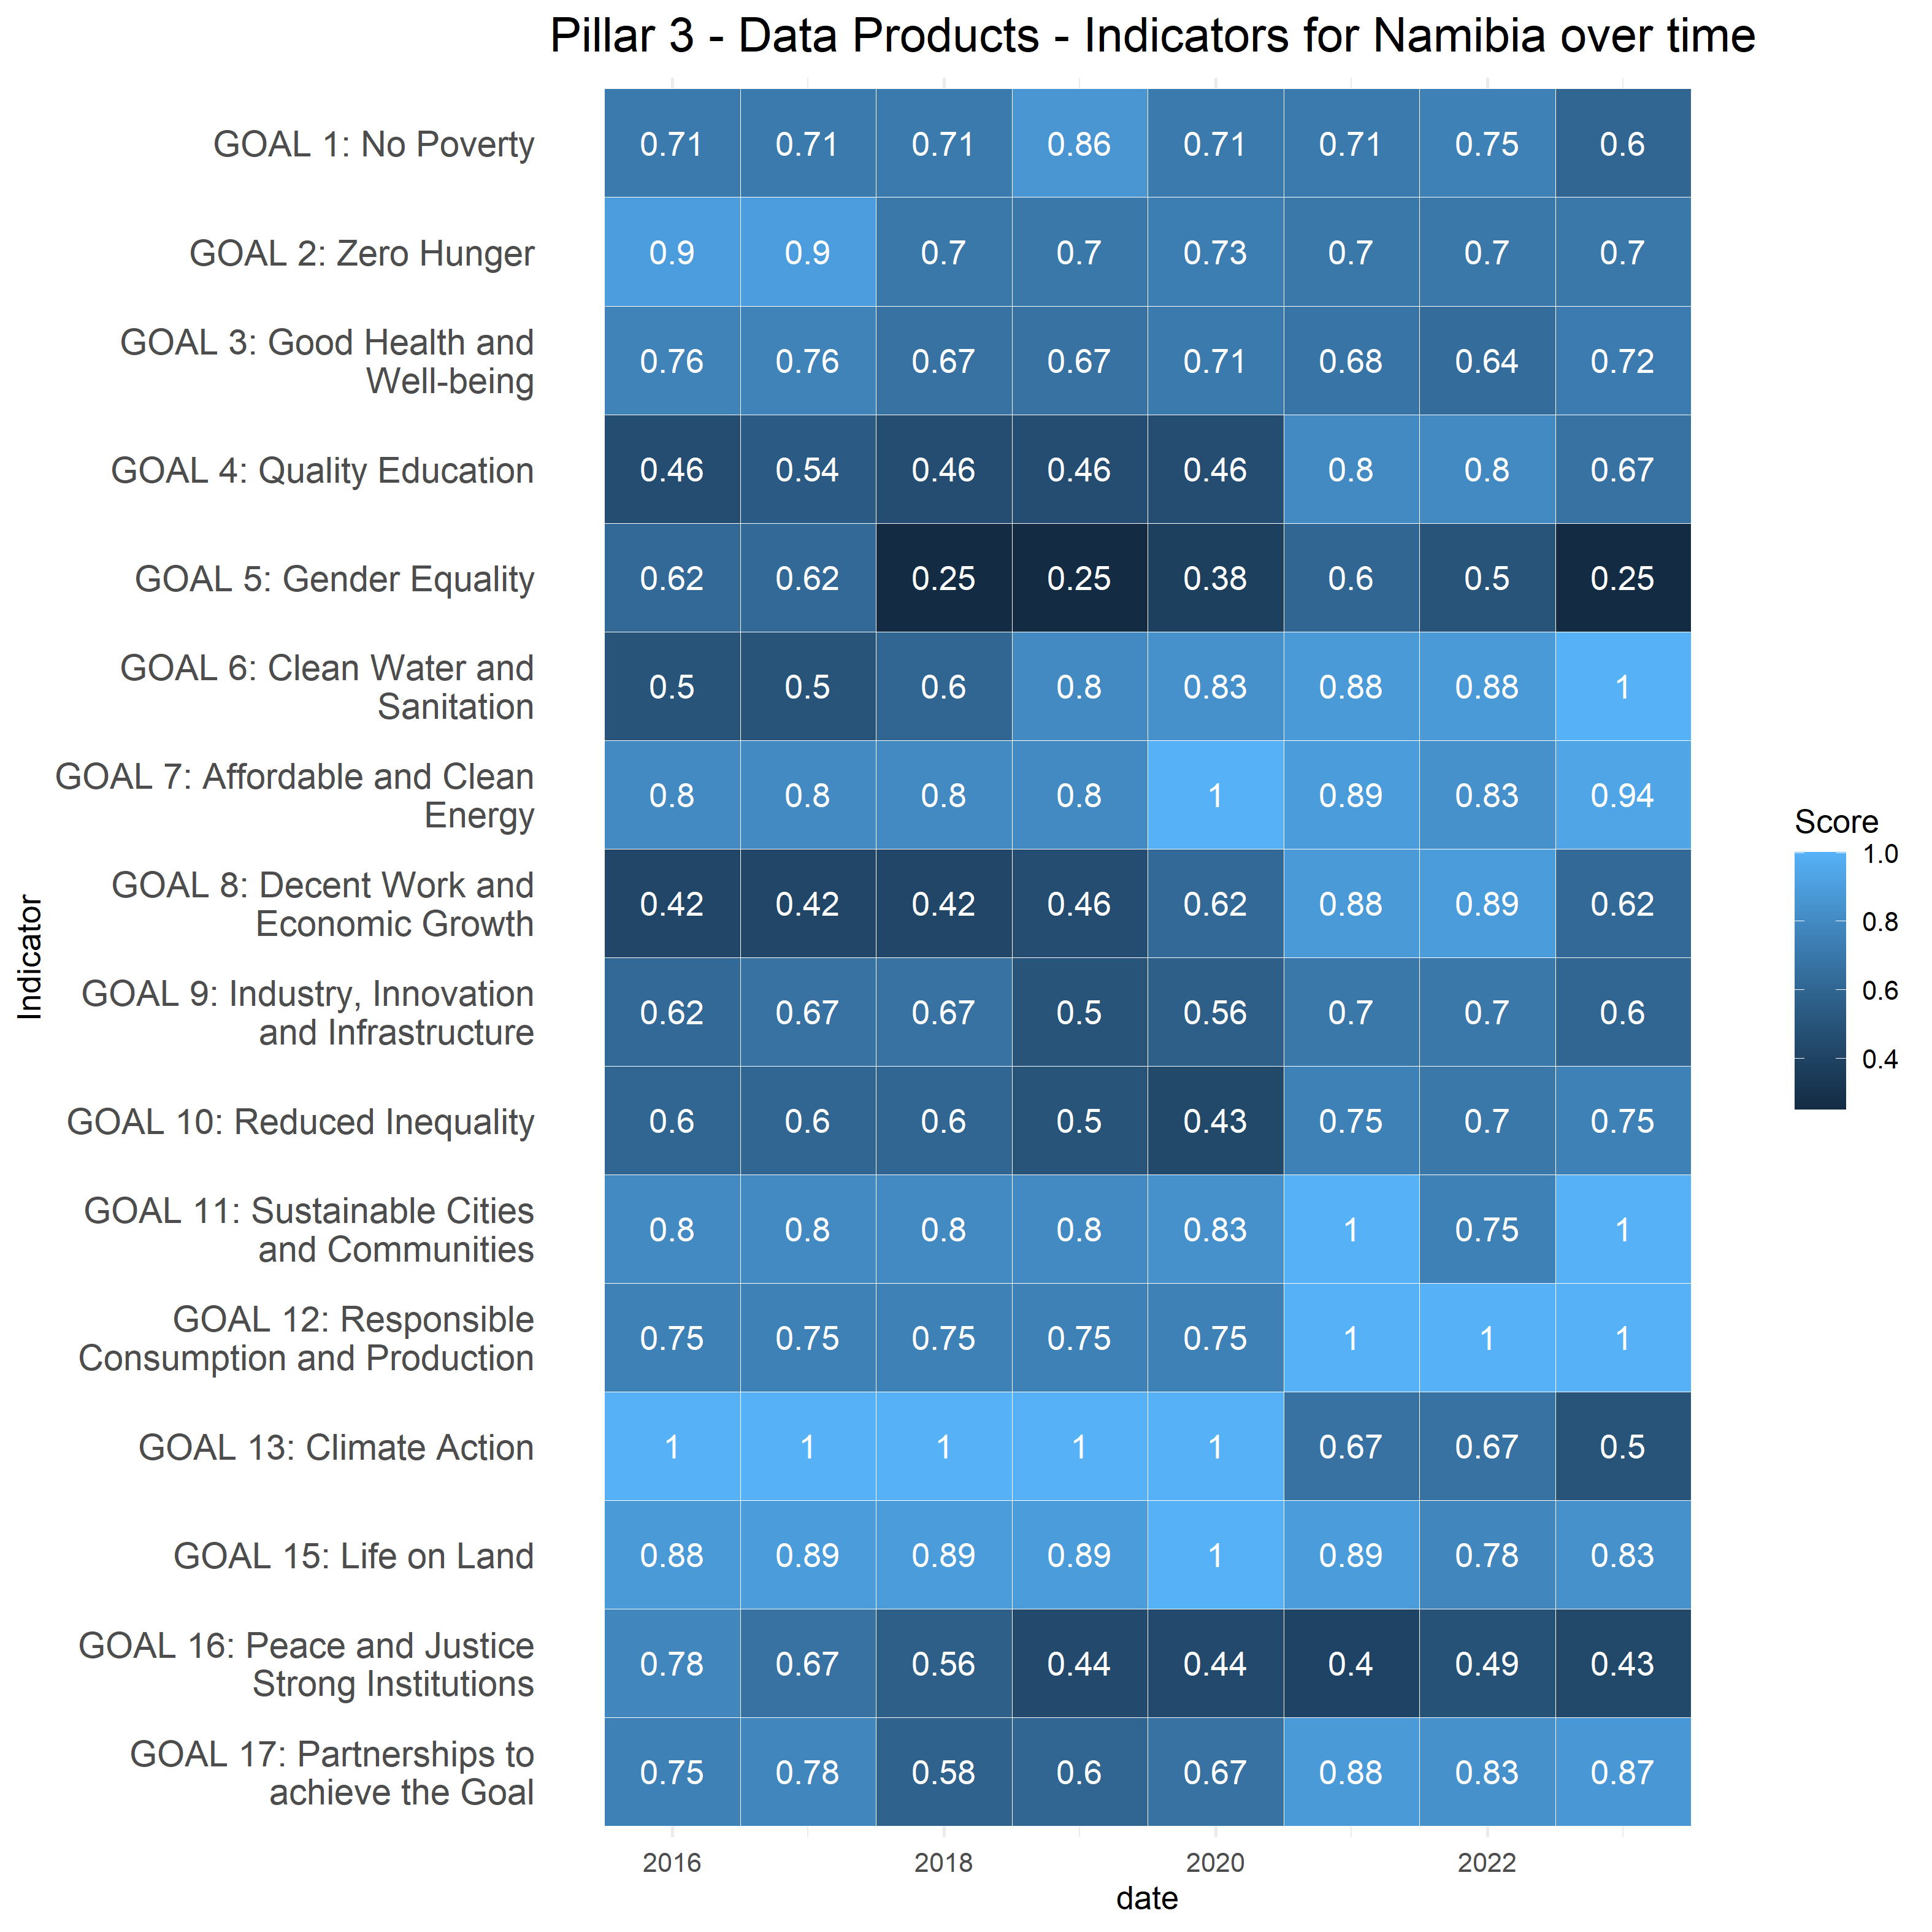 Pillar 3 - Data Products - Indicators for Namibia over time
GOAL 1: No Poverty
0.71 0.71 0.71 0.86 0.71 0.71 0.75 0.6
GOAL 2: Zero Hunger
0.9 0.9 0.7 0.7 0.73 0.7 0.7 0.7
GOAL 3: Good Health and
Well-being
0.76 0.76 0.67 0.67 0.71 0.68 0.64 0.72
GOAL 4: Quality Education
0.46 0.54 0.46 0.46 0.46 0.8 0.8 0.67
GOAL 5: Gender Equality
0.62 0.62 0.25 0.25 0.38 0.6 0.5 0.25
GOAL 6: Clean Water and
Sanitation
0.5 0.5 0.6 0.8 0.83 0.88 0.88 1
GOAL 7: Affordable and Clean
Energy
0.8 0.8 0.8 0.8 1 0.89 0.83 0.94
GOAL 8: Decent Work and
Economic Growth
0.42 0.42 0.42 0.46 0.62 0.88 0.89 0.62
GOAL 9: Industry, Innovation
and Infrastructure
0.62 0.67 0.67 0.5 0.56 0.7 0.7 0.6
GOAL 10: Reduced Inequality
0.6 0.6 0.6 0.5 0.43 0.75 0.7 0.75
GOAL 11: Sustainable Cities
and Communities
0.8 0.8 0.8 0.8 0.83 1 0.75 1
GOAL 12: Responsible
Consumption and Production
0.75 0.75 0.75 0.75 0.75 1 1 1
GOAL 13: Climate Action
1 1 1 1 1 0.67 0.67 0.5
GOAL 15: Life on Land
0.88 0.89 0.89 0.89 1 0.89 0.78 0.83
GOAL 16: Peace and Justice
Strong Institutions
0.78 0.67 0.56 0.44 0.44 0.4 0.49 0.43
GOAL 17: Partnerships to
achieve the Goal
0.75 0.78 0.58 0.6 0.67 0.88 0.83 0.87
2016 2018 2020 2022
date
Indicator
Score
1.0
0.8
0.6
0.4